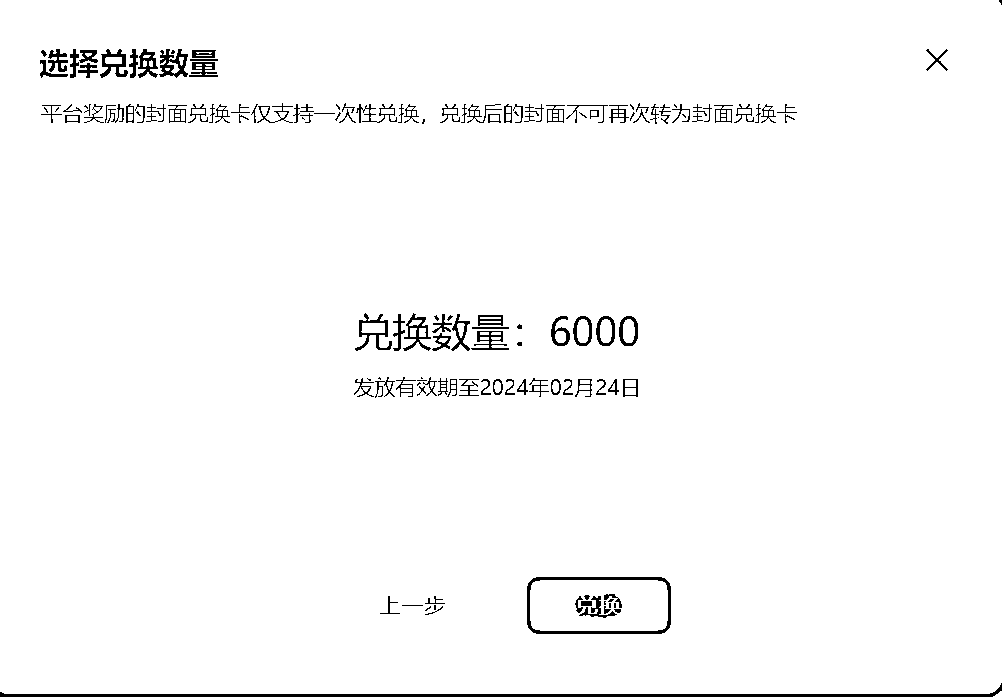 选择兑换数量
平台奖励的封面兑换卡仅支持一次性兑换，兑换后的封面不可再次转为封面兑换卡
兑换数量：6000
发放有效期至2024年02月24日
上一步
兑换